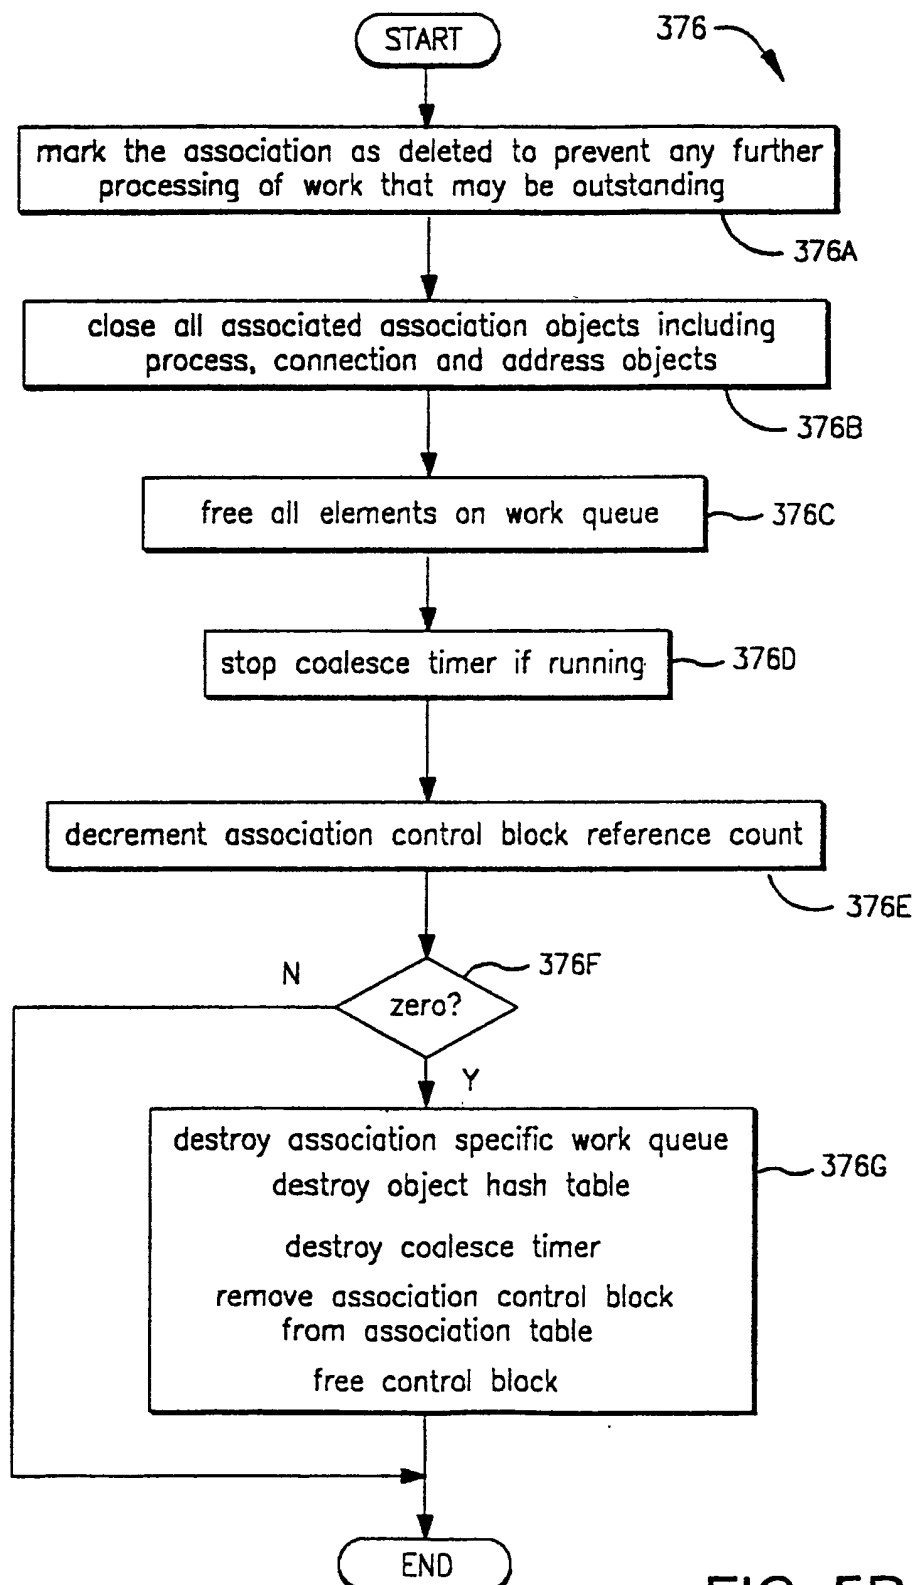 START
376
mark the association as deleted to prevent any further
processing of work that may be outstanding
376A
close all associated association objects including
process, connection and address objects
376B
free all elements on work queue
376C
stop coalesce timer if running
376D
decrement association control block reference count
376E
376F
N
zero?
Y
destroy association specific work queue
destroy object hash table
376G
destroy coalesce timer
remove association control block
from association table
free control block
END